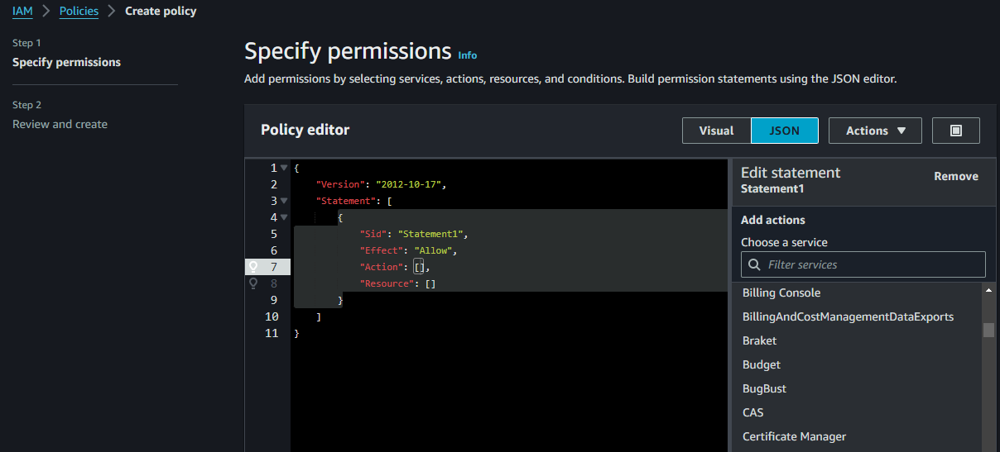 IAM > Policies > Create policy
Step 1
Specify permissions
Step 2
Review and create
Specify permissions Info
Add permissions by selecting services, actions, resources, and conditions. Build permission statements using the JSON editor.
Policy editor
Visual JSON Actions ▼
1 {
2 "Version": "2012-10-17",
3 "Statement": [
4 {
5 "Sid": "Statement1",
6 "Effect": "Allow",
7 "Action": [],
8 "Resource": []
9 }
10 ]
11 }
Edit statement Remove
Statement1
Add actions
Choose a service
Filter services
Billing Console
BillingAndCostManagementDataExports
Braket
Budget
BugBust
CAS
Certificate Manager